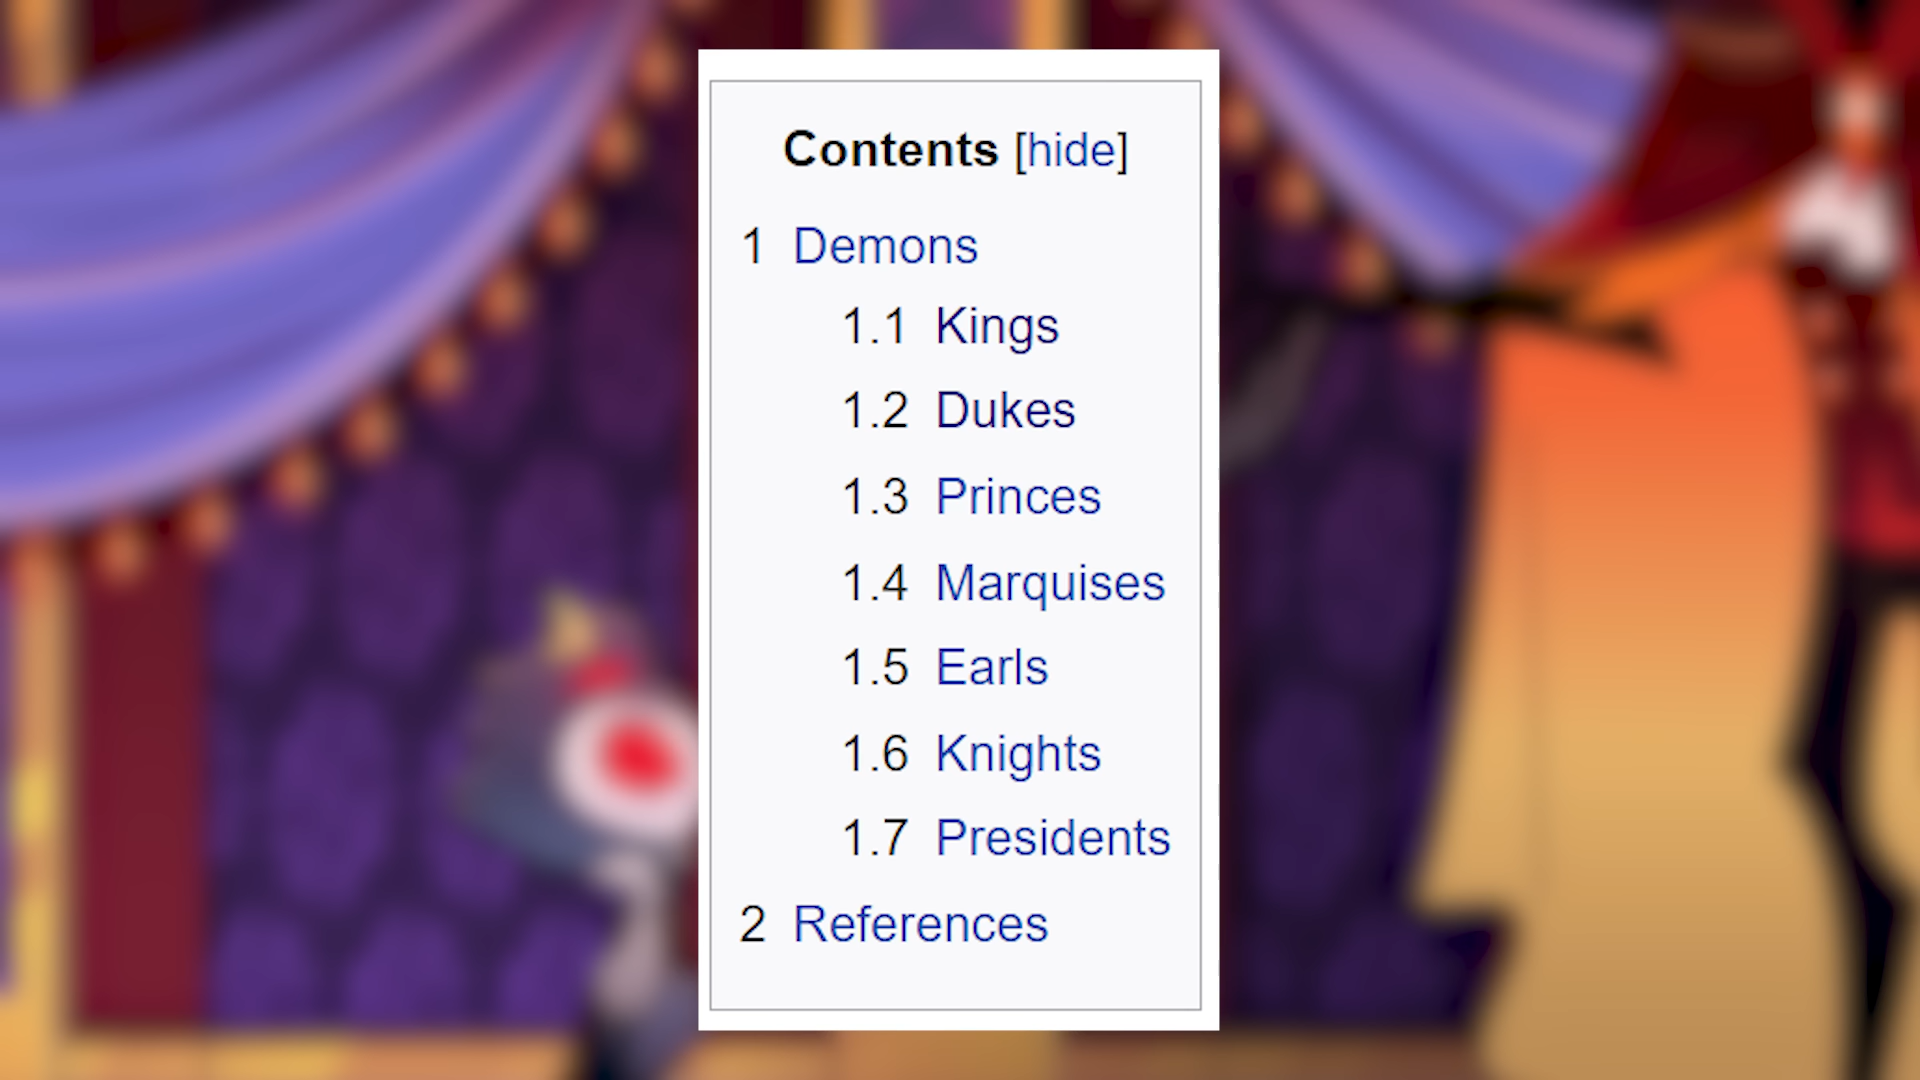 Contents [hide]
1 Demons
1.1 Kings
1.2 Dukes
1.3 Princes
1.4 Marquises
1.5 Earls
1.6 Knights
1.7 Presidents
2 References